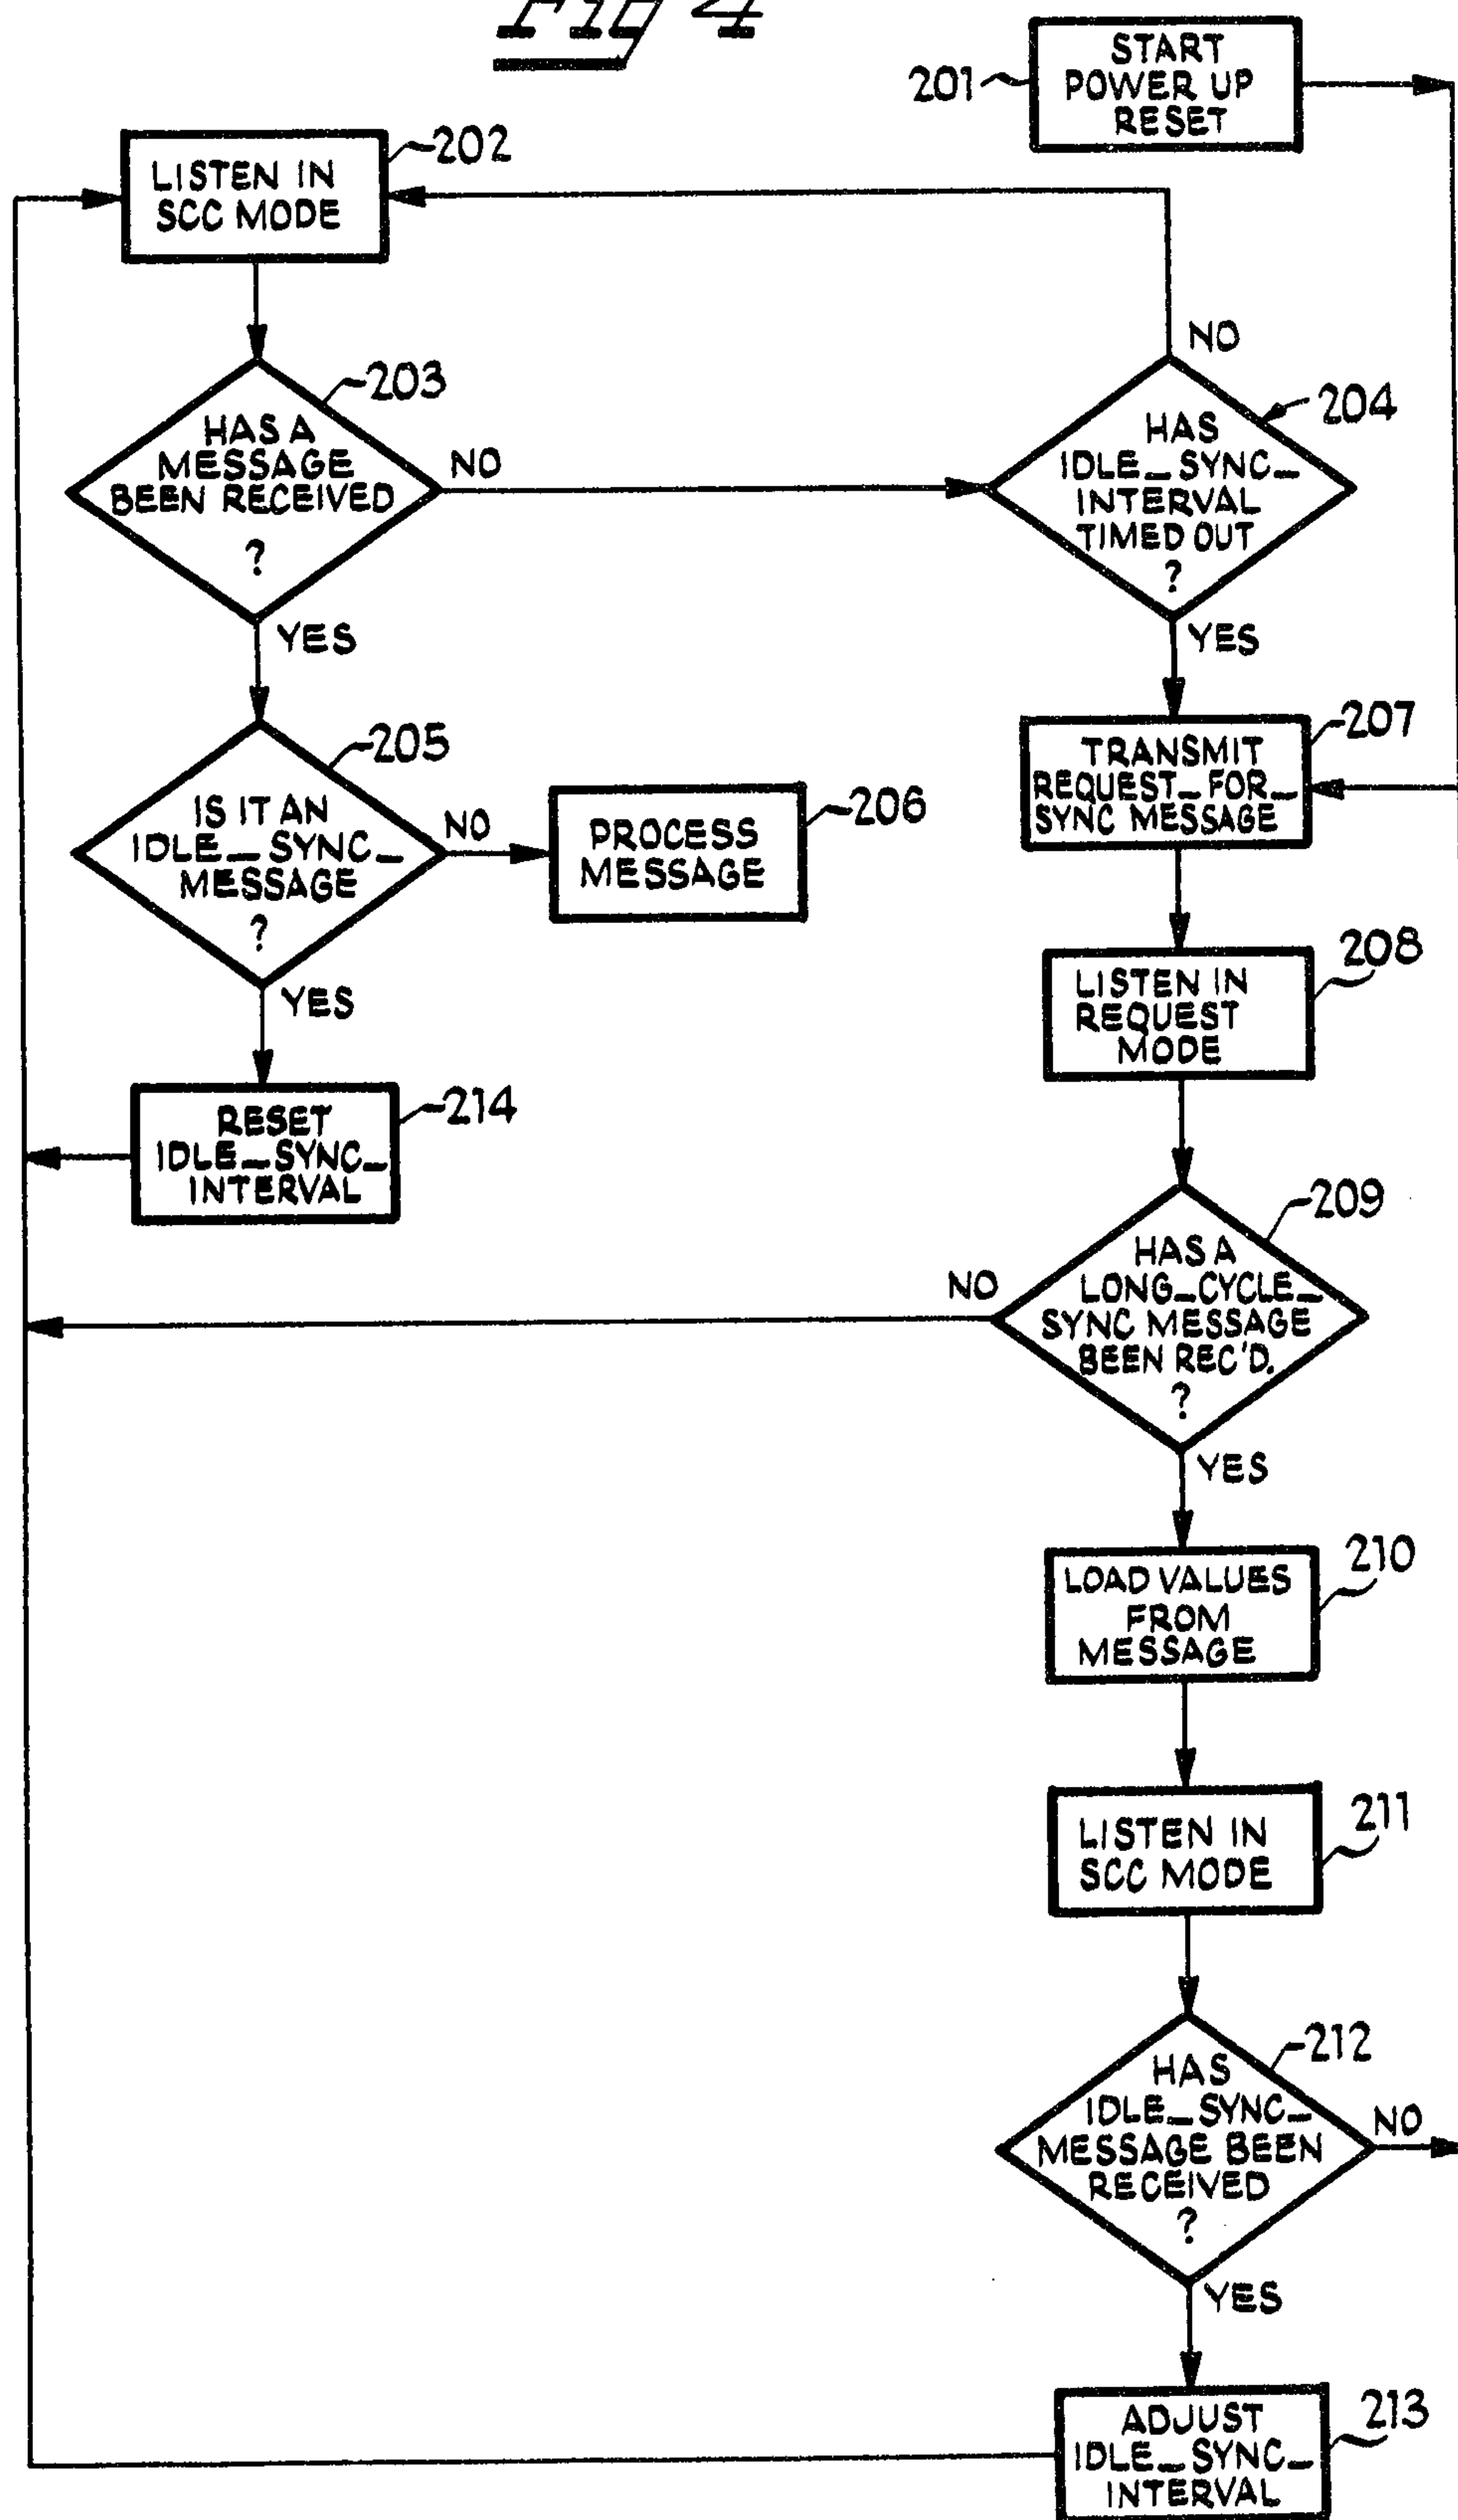 Fig 4
START
POWER UP
RESET
201
LISTEN IN
SCC MODE
202
HAS A
MESSAGE
BEEN RECEIVED
?
203
NO
YES
NO
HAS
IDLE_SYNC_
INTERVAL
TIMED OUT
?
204
YES
IS IT AN
IDLE_SYNC_
MESSAGE
?
205
NO
YES
PROCESS
MESSAGE
206
TRANSMIT
REQUEST_FOR_
SYNC MESSAGE
207
LISTEN IN
REQUEST
MODE
208
RESET
IDLE_SYNC_
INTERVAL
214
HAS A
LONG_CYCLE_
SYNC MESSAGE
BEEN REC'D.
?
209
NO
YES
LOAD VALUES
FROM
MESSAGE
210
LISTEN IN
SCC MODE
211
HAS
IDLE_SYNC_
MESSAGE BEEN
RECEIVED
?
212
NO
YES
ADJUST
IDLE_SYNC_
INTERVAL
213